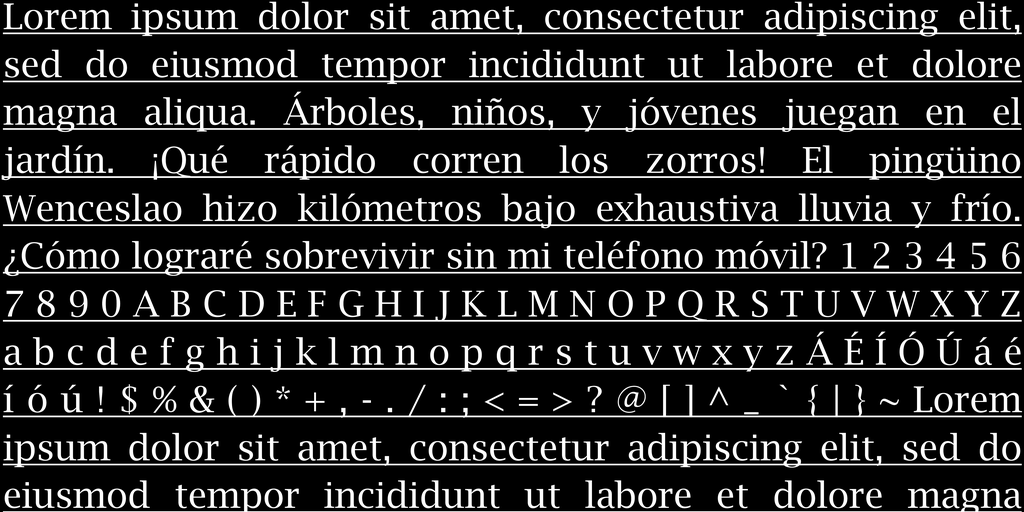 Lorem ipsum dolor sit amet, consectetur adipiscing elit,
sed do eiusmod tempor incididunt ut labore et dolore
magna aliqua. Árboles, niños, y jóvenes juegan en el
jardín. ¡Qué rápido corren los zorros! El pingüino
Wenceslao hizo kilómetros bajo exhaustiva lluvia y frío.
¿Cómo lograré sobrevivir sin mi teléfono móvil? 1 2 3 4 5 6
7 8 9 0 A B C D E F G H I J K L M N O P Q R S T U V W X Y Z
a b c d e f g h i j k l m n o p q r s t u v w x y z Á É Í Ó Ú á é
í ó ú ! $ % & ( ) * + , - . / : ; < = > ? @ [ ] ^ _ ` { | } ~ Lorem
ipsum dolor sit amet, consectetur adipiscing elit, sed do
eiusmod tempor incididunt ut labore et dolore magna